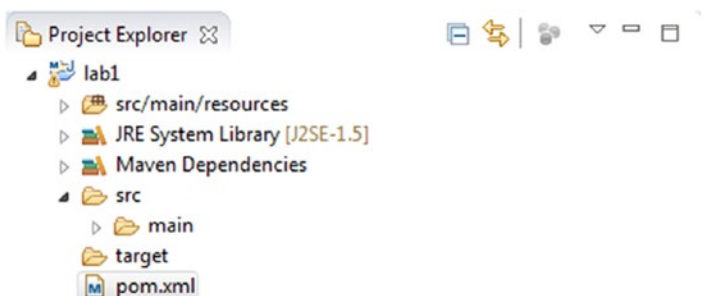 Project Explorer
lab1
src/main/resources
JRE System Library [J2SE-1.5]
Maven Dependencies
src
main
target
pom.xml